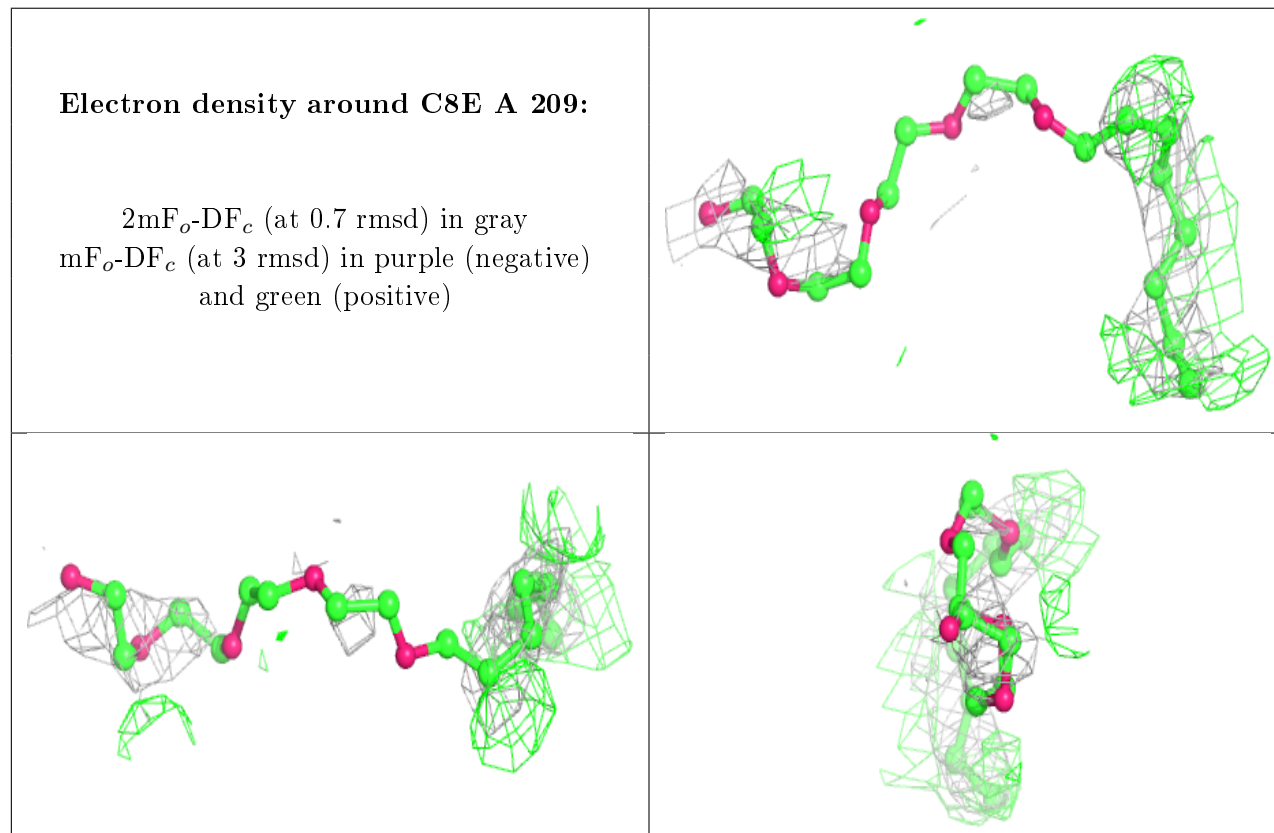 Electron density around C8E A 209:
2mFₒ-DF𝒸 (at 0.7 rmsd) in gray
mFₒ-DF𝒸 (at 3 rmsd) in purple (negative)
and green (positive)